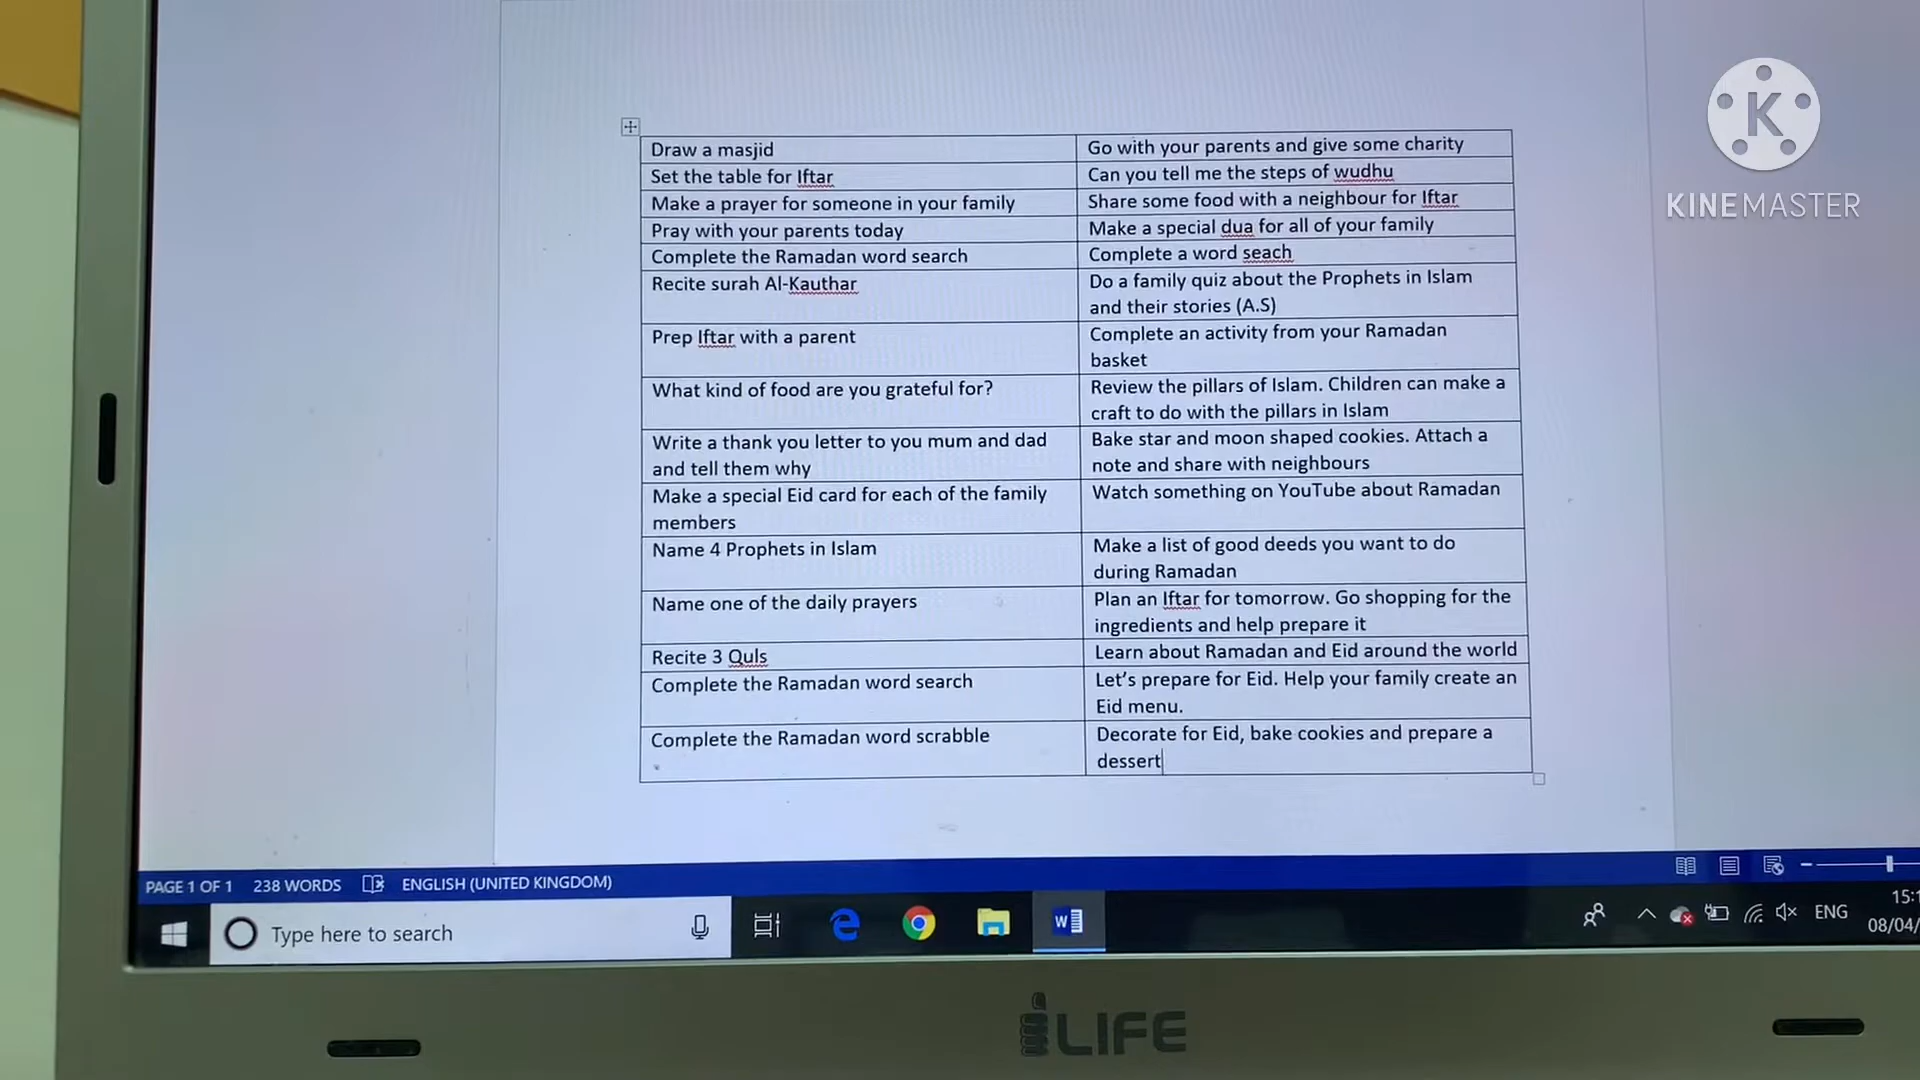 K
KINEMASTER
Draw a masjid
Go with your parents and give some charity
Set the table for Iftar
Can you tell me the steps of wudhu
Make a prayer for someone in your family
Share some food with a neighbour for Iftar
Pray with your parents today
Make a special dua for all of your family
Complete the Ramadan word search
Complete a word seach
Recite surah Al-Kauthar
Do a family quiz about the Prophets in Islam
and their stories (A.S)
Prep Iftar with a parent
Complete an activity from your Ramadan
basket
What kind of food are you grateful for?
Review the pillars of Islam. Children can make a
craft to do with the pillars in Islam
Write a thank you letter to you mum and dad
and tell them why
Bake star and moon shaped cookies. Attach a
note and share with neighbours
Make a special Eid card for each of the family
members
Watch something on YouTube about Ramadan
Name 4 Prophets in Islam
Make a list of good deeds you want to do
during Ramadan
Name one of the daily prayers
Plan an Iftar for tomorrow. Go shopping for the
ingredients and help prepare it
Recite 3 Quls
Learn about Ramadan and Eid around the world
Complete the Ramadan word search
Let's prepare for Eid. Help your family create an
Eid menu.
Complete the Ramadan word scrabble
Decorate for Eid, bake cookies and prepare a
dessert
PAGE 1 OF 1 238 WORDS ENGLISH (UNITED KINGDOM)
Type here to search
W
ENG
15:1
08/04/
iLIFE